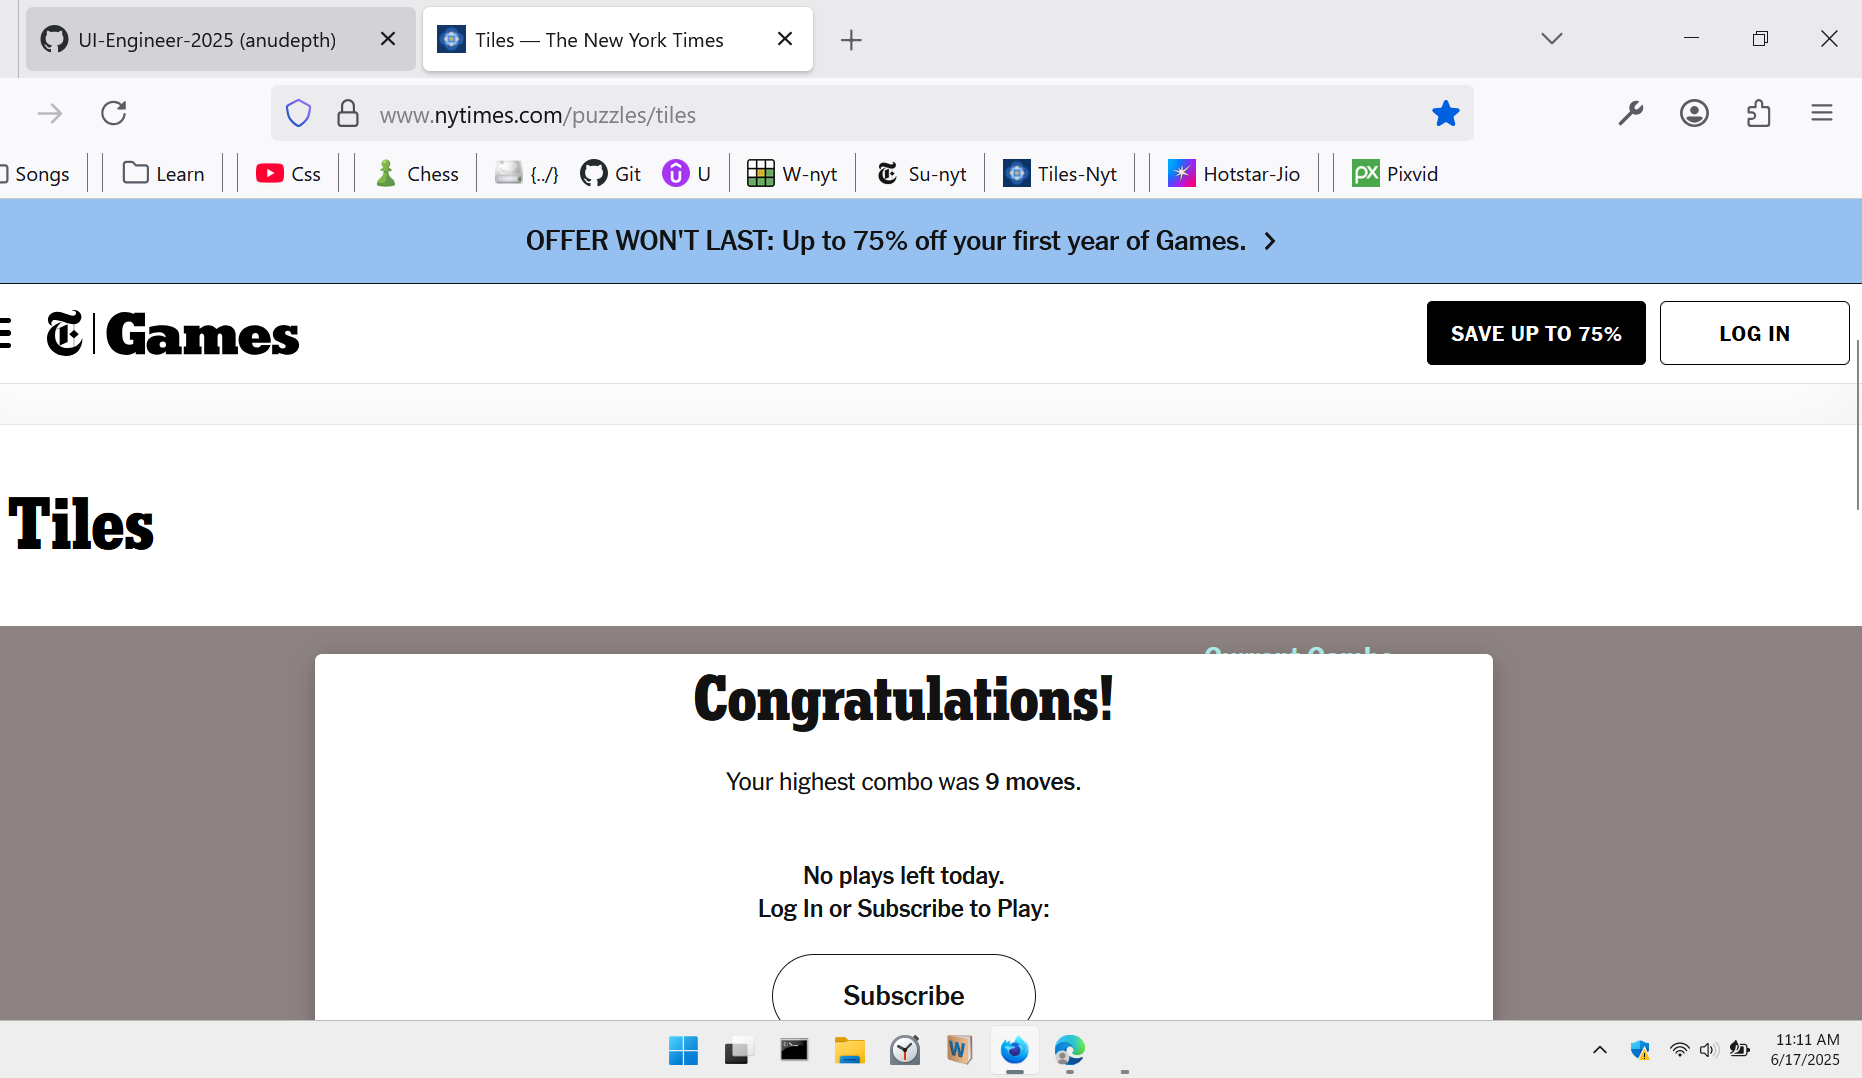 UI-Engineer-2025 (anudepth)
Tiles — The New York Times
www.nytimes.com/puzzles/tiles
Songs
Learn
Css
Chess
{../}
Git
U
W-nyt
Su-nyt
Tiles-Nyt
Hotstar-Jio
px Pixvid
OFFER WON'T LAST: Up to 75% off your first year of Games.
T Games
SAVE UP TO 75%
LOG IN
Tiles
Current Combo
Congratulations!
Your highest combo was 9 moves.
No plays left today.
Log In or Subscribe to Play:
Subscribe
W
11:11 AM
6/17/2025